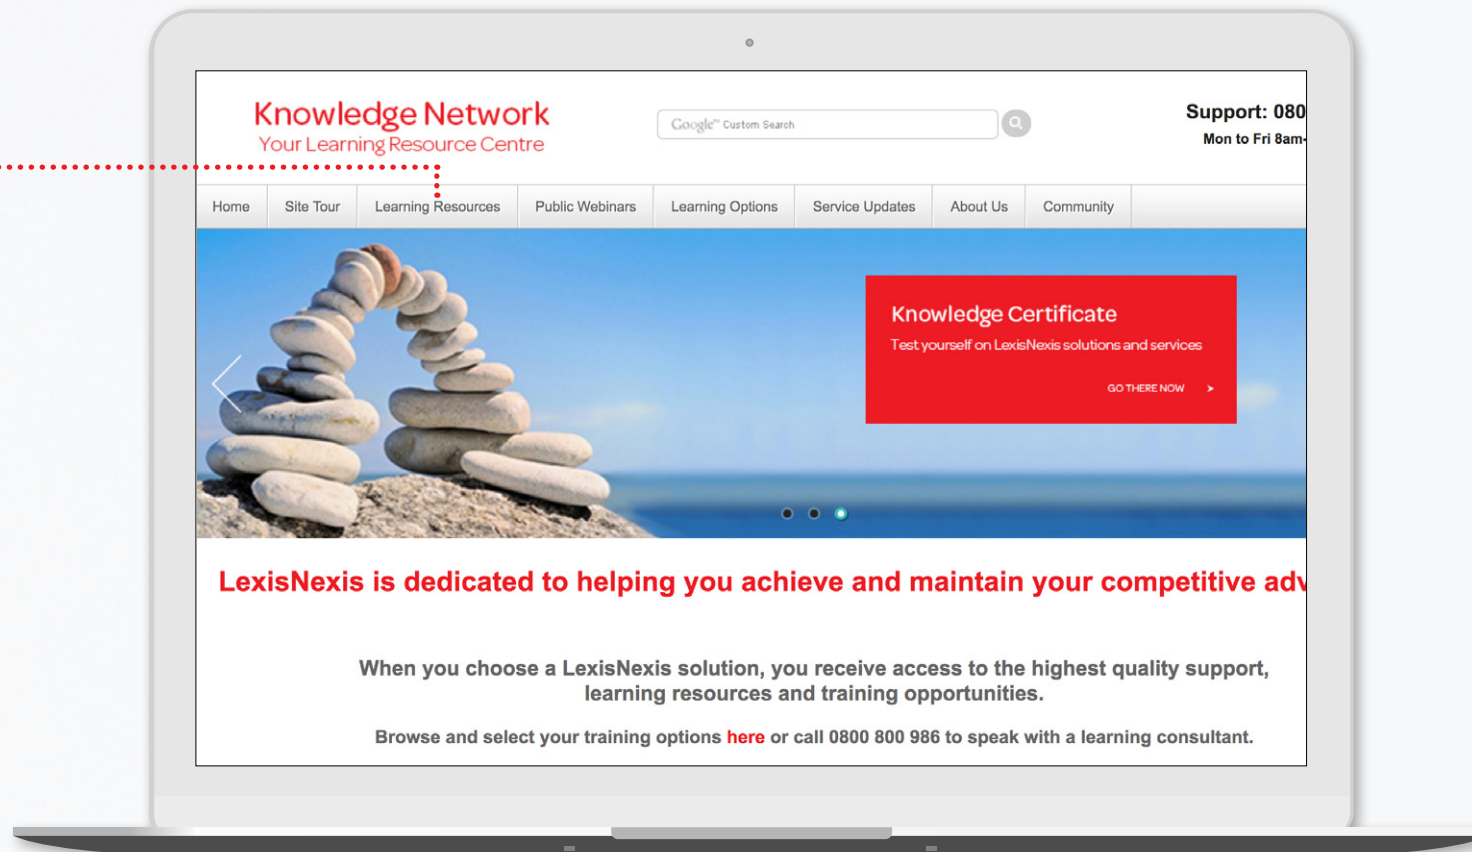 Knowledge Network
Your Learning Resource Centre
Google™ Custom Search
Support: 080
Mon to Fri 8am-
Home Site Tour Learning Resources Public Webinars Learning Options Service Updates About Us Community
Knowledge Certificate
Test yourself on LexisNexis solutions and services
GO THERE NOW >
LexisNexis is dedicated to helping you achieve and maintain your competitive adv
When you choose a LexisNexis solution, you receive access to the highest quality support,
learning resources and training opportunities.
Browse and select your training options here or call 0800 800 986 to speak with a learning consultant.